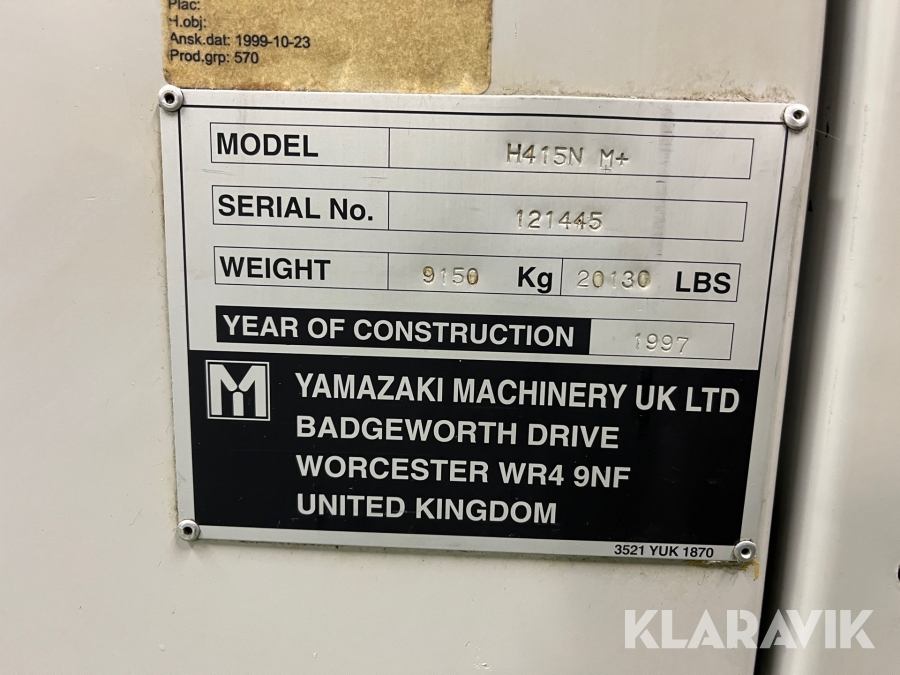 Plac:
H.obj:
Ansk.dat: 1999-10-23
Prod.grp: 570
MODEL H415N M+
SERIAL No. 121445
WEIGHT 9150 Kg 20130 LBS
YEAR OF CONSTRUCTION 1997
M YAMAZAKI MACHINERY UK LTD
BADGEWORTH DRIVE
WORCESTER WR4 9NF
UNITED KINGDOM
3521 YUK 1870
KLARAVIK